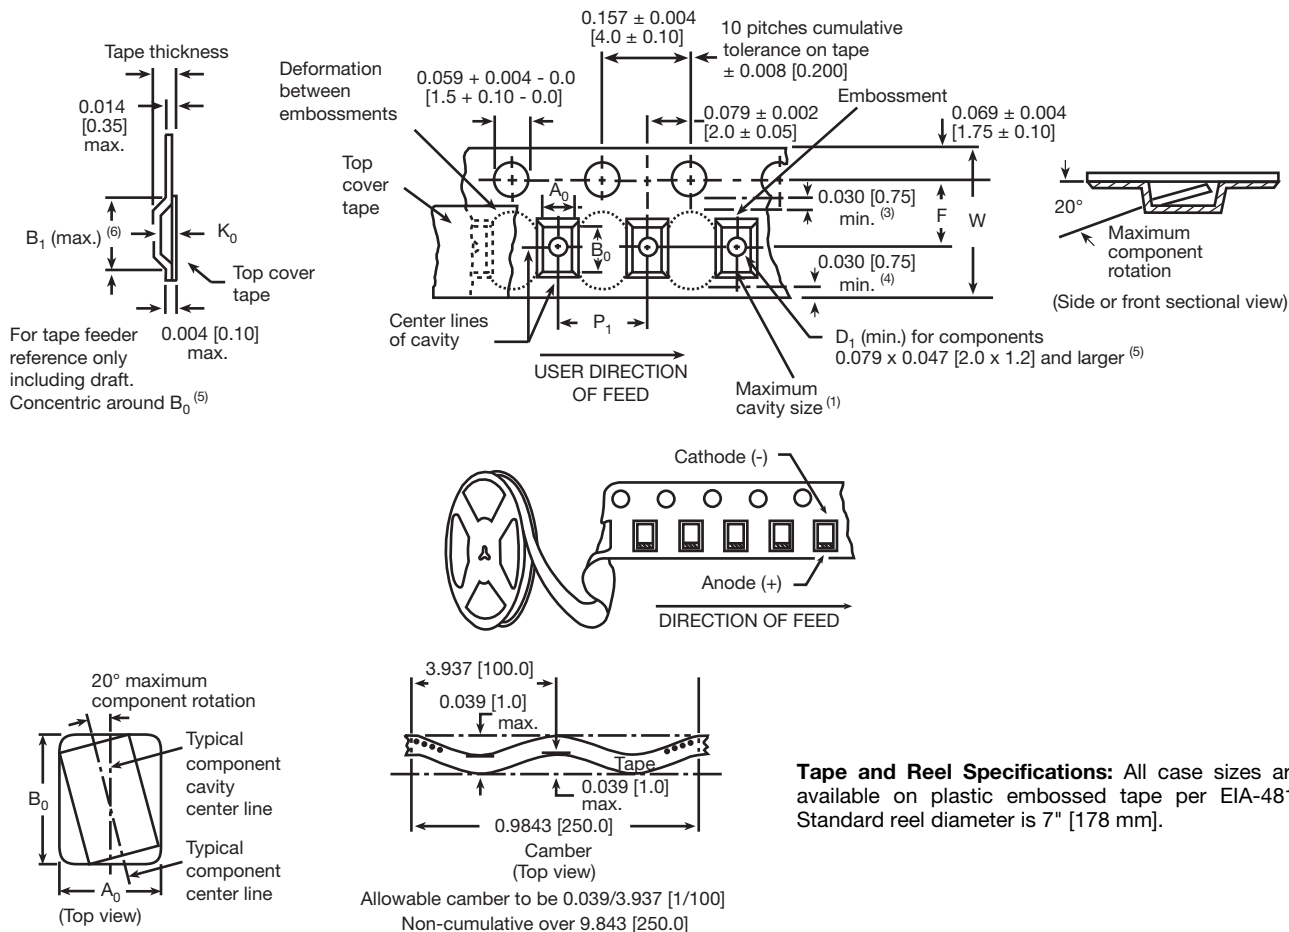 0.157 ± 0.004
[4.0 ± 0.10]
10 pitches cumulative
tolerance on tape
± 0.008 [0.200]
Tape thickness
Deformation
between
embossments
0.059 + 0.004 - 0.0
[1.5 + 0.10 - 0.0]
0.014
[0.35]
max.
0.079 ± 0.002
[2.0 ± 0.05]
Embossment
0.069 ± 0.004
[1.75 ± 0.10]
Top
cover
tape
A0
0.030 [0.75]
min. (3)
F
W
20°
Maximum
component
rotation
(Side or front sectional view)
B1 (max.) (6)
K0
B0
0.030 [0.75]
min. (4)
Top cover
tape
Center lines
of cavity
P1
D1 (min.) for components
0.079 x 0.047 [2.0 x 1.2] and larger (5)
For tape feeder
reference only
including draft.
Concentric around B0 (5)
0.004 [0.10]
max.
USER DIRECTION
OF FEED
Maximum
cavity size (1)
Cathode (-)
Anode (+)
DIRECTION OF FEED
20° maximum
component rotation
Typical
component
cavity
center line
B0
Typical
component
center line
A0
(Top view)
3.937 [100.0]
0.039 [1.0]
max.
Tape
0.039 [1.0]
max.
0.9843 [250.0]
Camber
(Top view)
Allowable camber to be 0.039/3.937 [1/100]
Non-cumulative over 9.843 [250.0]
Tape and Reel Specifications: All case sizes are
available on plastic embossed tape per EIA-481
Standard reel diameter is 7" [178 mm].